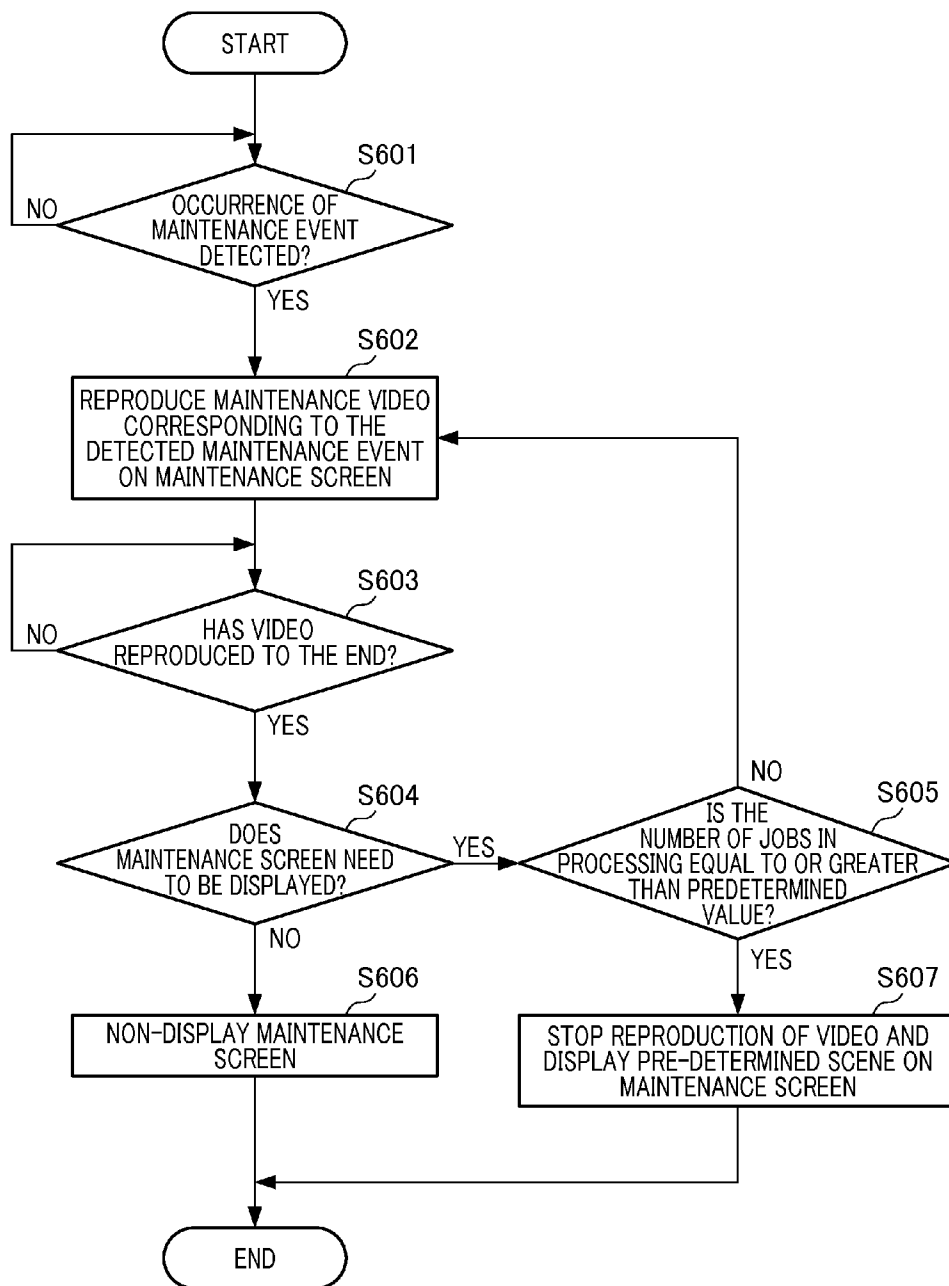 START
S601
OCCURRENCE OF
MAINTENANCE EVENT
DETECTED?
NO
YES
S602
REPRODUCE MAINTENANCE VIDEO
CORRESPONDING TO THE
DETECTED MAINTENANCE EVENT
ON MAINTENANCE SCREEN
S603
HAS VIDEO
REPRODUCED TO THE END?
NO
YES
S604
DOES
MAINTENANCE SCREEN NEED
TO BE DISPLAYED?
YES
NO
S605
IS THE
NUMBER OF JOBS IN
PROCESSING EQUAL TO OR GREATER
THAN PREDETERMINED
VALUE?
NO
YES
S606
NON-DISPLAY MAINTENANCE
SCREEN
S607
STOP REPRODUCTION OF VIDEO AND
DISPLAY PRE-DETERMINED SCENE ON
MAINTENANCE SCREEN
END